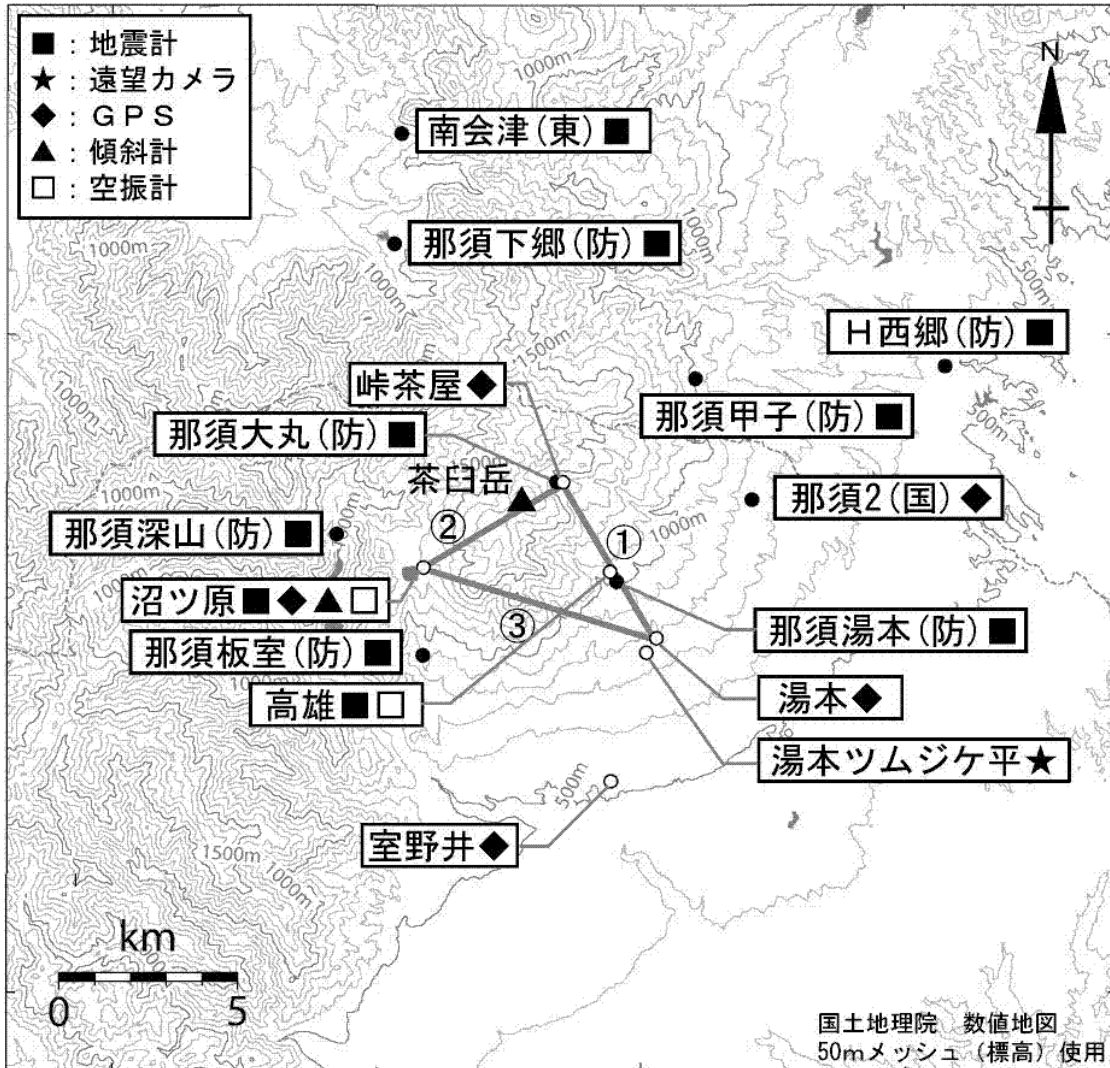 ■：地震計
★：遠望カメラ
◆：ＧＰＳ
▲：傾斜計
□：空振計
N
1000m
南会津(東)■
1000m
那須下郷(防)■
1000m
1000m
500m
1500m
H西郷(防)■
峠茶屋◆
那須甲子(防)■
500m
那須大丸(防)■
茶臼岳
1000m
那須2(国)◆
那須深山(防)■
②
①
1000m
沼ツ原■◆▲□
③
那須湯本(防)■
那須板室(防)■
高雄■□
湯本◆
湯本ツムジケ平★
500m
室野井◆
1500m
1000m
km
0
5
国土地理院　数値地図
50mメッシュ（標高）使用